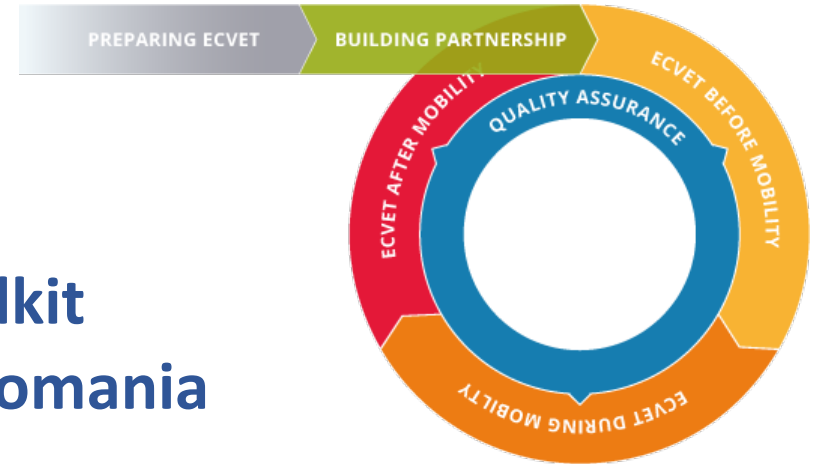 PREPARING ECVET
BUILDING PARTNERSHIP
ECVET BEFORE MOBILITY
ECVET DURING MOBILITY
ECVET AFTER MOBILITY
QUALITY ASSURANCE
lkit
omania